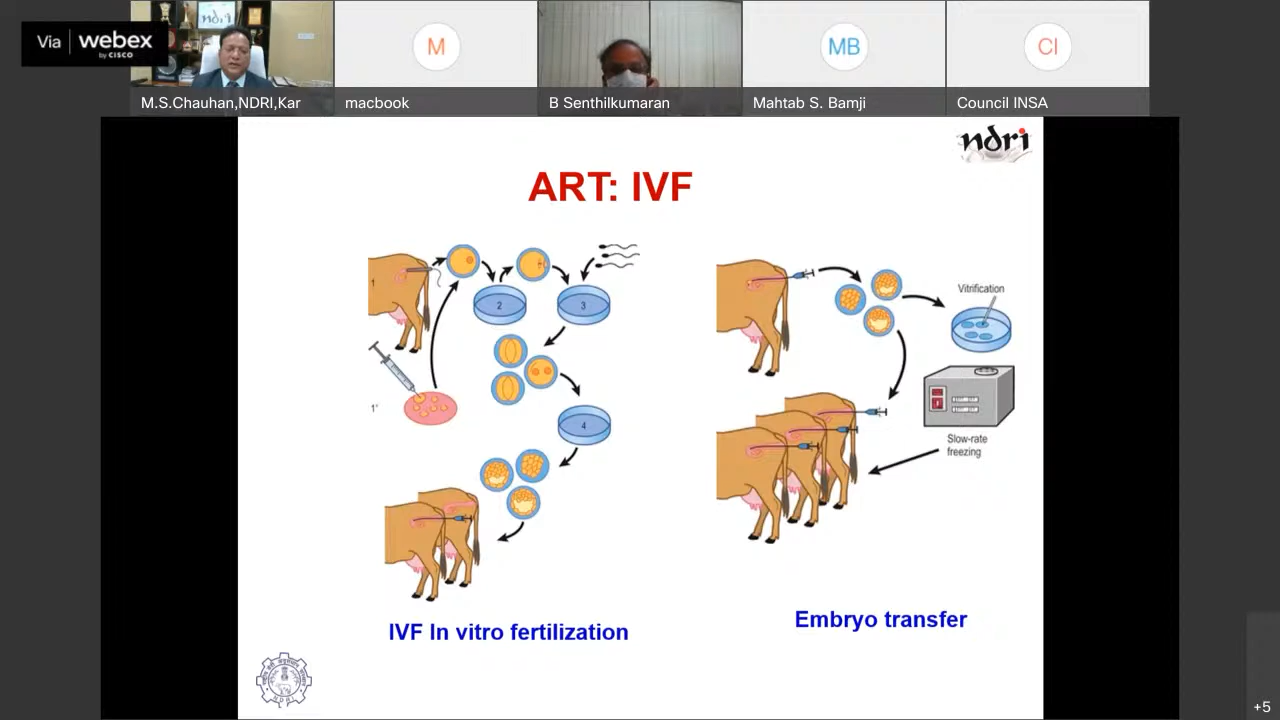 Via webex
by CISCO
M.S.Chauhan,NDRI,Kar
M
macbook
B Senthilkumaran
MB
Mahtab S. Bamji
CI
Council INSA
ndri
ART: IVF
1
2
3
1'
4
IVF In vitro fertilization
Vitrification
Slow-rate
freezing
Embryo transfer
+5